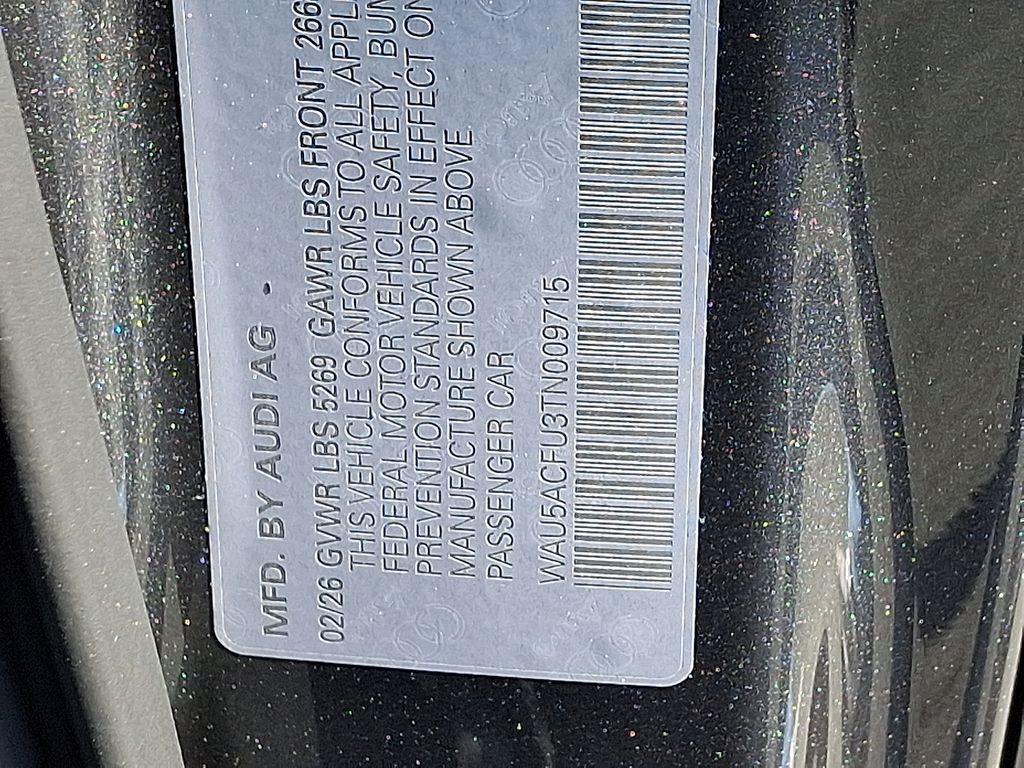 MFD. BY AUDI AG
02/26 GVWR LBS 5269 GAWR LBS FRONT 266
THIS VEHICLE CONFORMS TO ALL APPLI
FEDERAL MOTOR VEHICLE SAFETY, BUM
PREVENTION STANDARDS IN EFFECT ON
MANUFACTURE SHOWN ABOVE
PASSENGER CAR
WAU5ACFU3TN009715